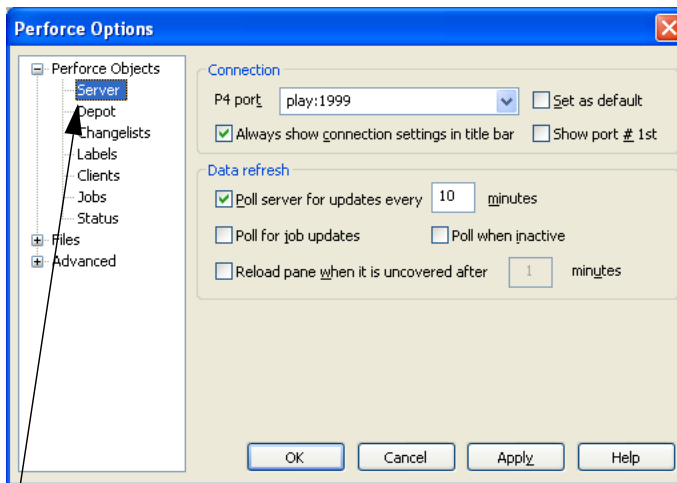 Perforce Options
Perforce Objects
Server
Depot
Changelists
Labels
Clients
Jobs
Status
Files
Advanced
Connection
P4 port play:1999 Set as default
Always show connection settings in title bar Show port # 1st
Data refresh
Poll server for updates every 10 minutes
Poll for job updates Poll when inactive
Reload pane when it is uncovered after 1 minutes
OK Cancel Apply Help